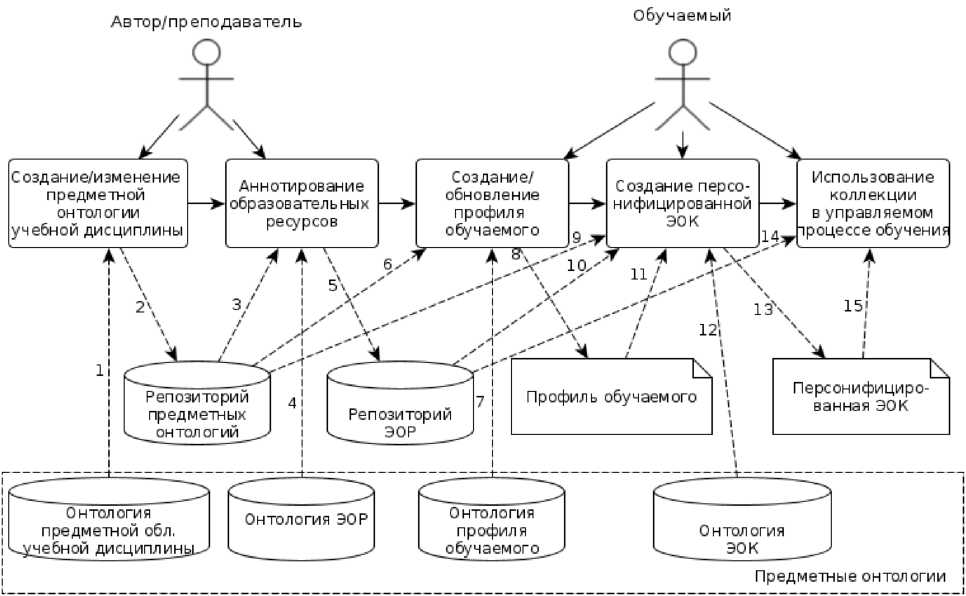 Автор/преподаватель
Обучаемый
Создание/изменение
предметной
онтологии
учебной дисциплины
Аннотирование
образовательных
ресурсов
Создание/
обновление
профиля
обучаемого
Создание персо-
нифицированной
ЭОК
Использование
коллекции
в управляемом
процессе обучения
1
2
3
4
5
6
7
8
9
10
11
12
13
14
15
Репозиторий
предметных
онтологий
Репозиторий
ЭОР
Профиль обучаемого
Персонифициро-
ванная ЭОК
Онтология
предметной обл.
учебной дисциплины
Онтология ЭОР
Онтология
профиля
обучаемого
Онтология
ЭОК
Предметные онтологии